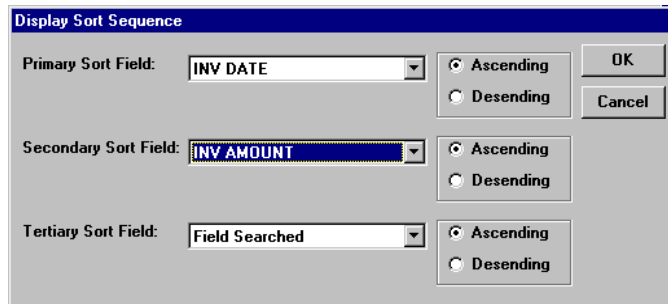 Display Sort Sequence
Primary Sort Field: INV DATE Ascending OK
Desending Cancel
Secondary Sort Field: INV AMOUNT Ascending
Desending
Tertiary Sort Field: Field Searched Ascending
Desending